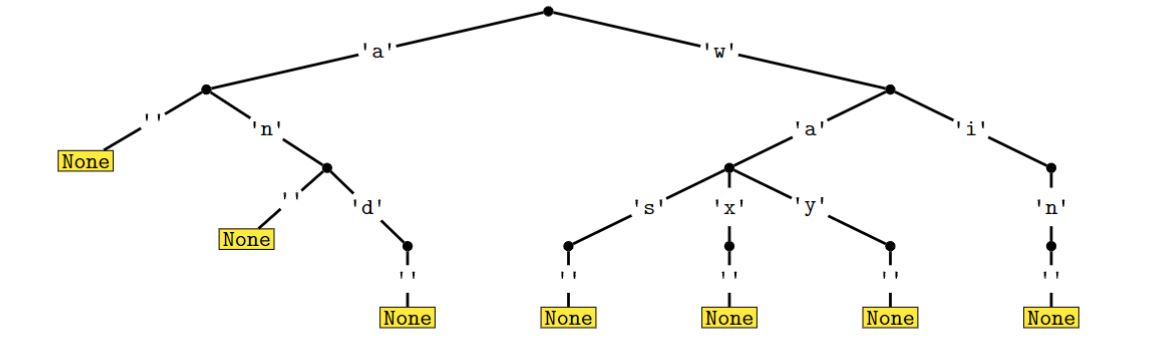 'a' 'w'
'' 'n' 'a' 'i'
None
'' 'd' 's' 'x' 'y' 'n'
None
'' '' '' '' ''
None None None None None